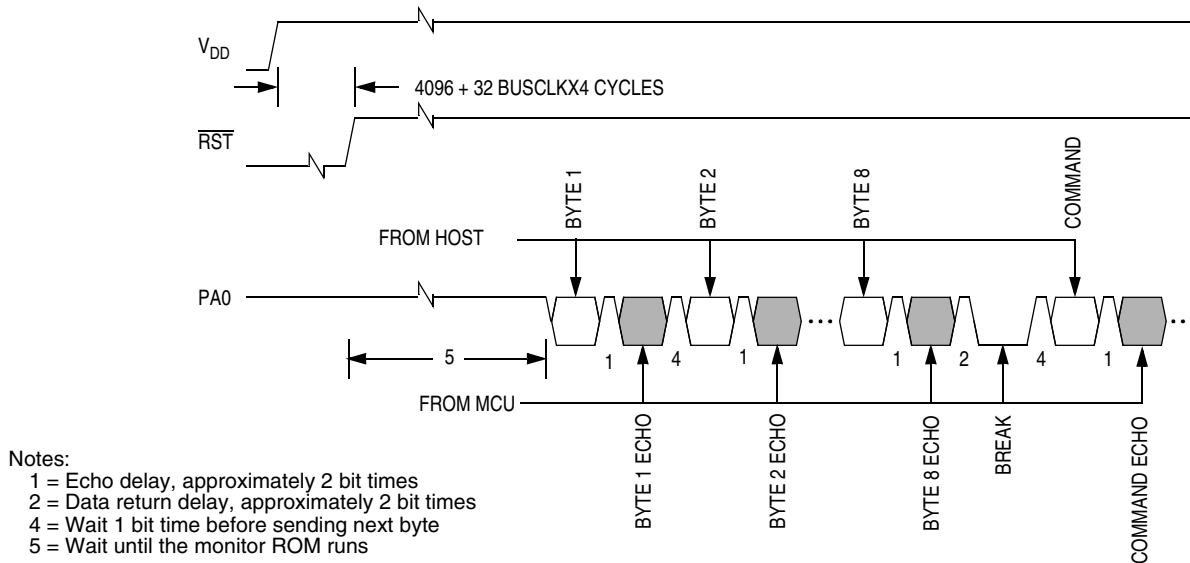 VDD
4096 + 32 BUSCLKX4 CYCLES
RST
BYTE 1
BYTE 2
BYTE 8
COMMAND
FROM HOST
PA0
5
1
4
1
1
2
4
1
FROM MCU
BYTE 1 ECHO
BYTE 2 ECHO
BYTE 8 ECHO
BREAK
COMMAND ECHO
Notes:
1 = Echo delay, approximately 2 bit times
2 = Data return delay, approximately 2 bit times
4 = Wait 1 bit time before sending next byte
5 = Wait until the monitor ROM runs